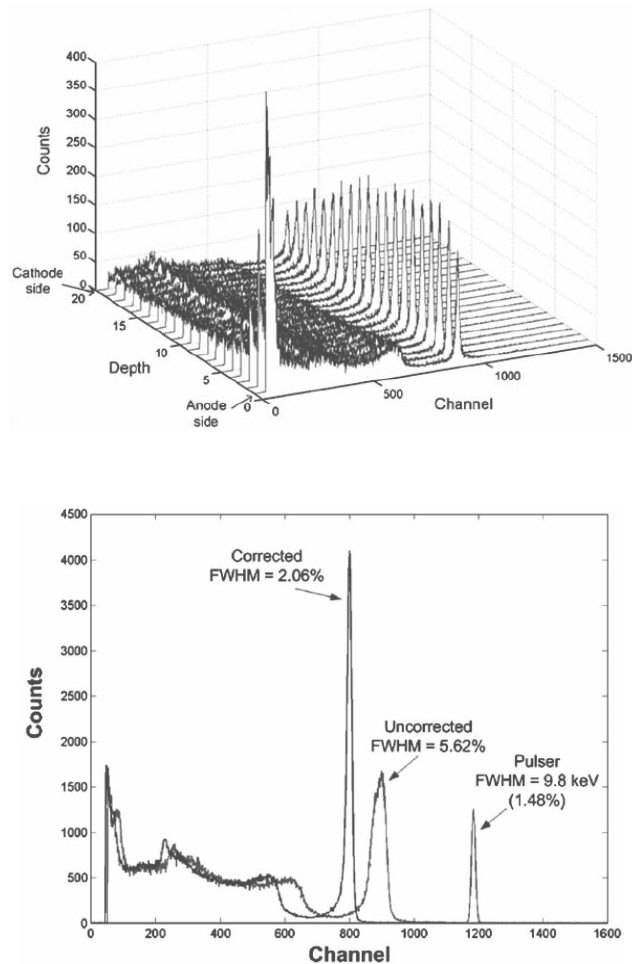 400
350
300
250
200
150
100
50
0
Counts
Cathode
side
20
15
10
5
0
Depth
Anode
side
0
500
1000
1500
Channel
4500
4000
3500
3000
2500
2000
1500
1000
500
0
Counts
Corrected
FWHM = 2.06%
Uncorrected
FWHM = 5.62%
Pulser
FWHM = 9.8 keV
(1.48%)
0 200 400 600 800 1000 1200 1400 1600
Channel